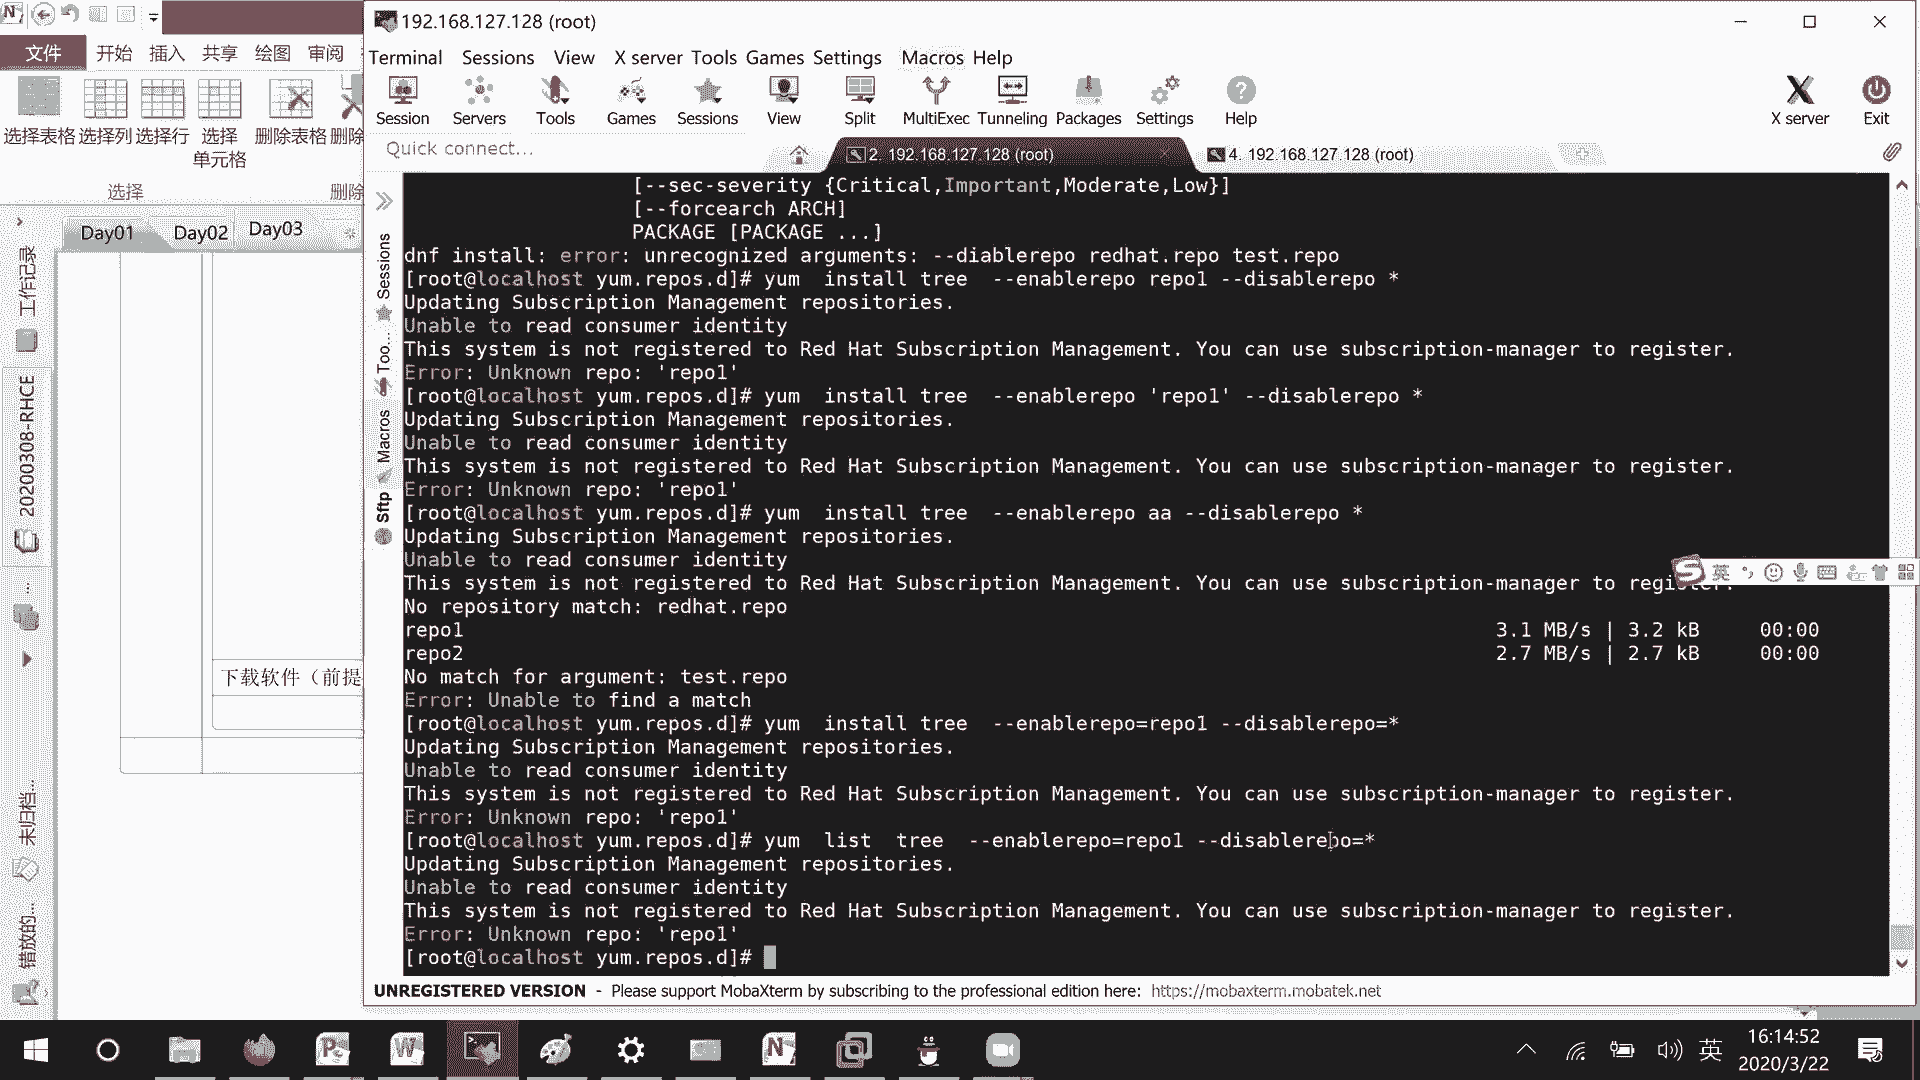 192.168.127.128 (root)
文件 开始 插入 共享 绘图 审阅
Terminal Sessions View X server Tools Games Settings Macros Help
选择表格 选择列 选择行 选择 单元格 删除表格 删除
选择 删除
Session Servers Tools Games Sessions View Split MultiExec Tunneling Packages Settings Help X server Exit
Quick connect...
2. 192.168.127.128 (root)
4. 192.168.127.128 (root)
Day01 Day02 Day03
工作记录
20200308-RHCE
未归档...
错放的...
下载软件（前提
Sessions
Too...
Macros
Sftp
[--sec-severity {Critical,Important,Moderate,Low}]
[--forcearch ARCH]
PACKAGE [PACKAGE ...]
dnf install: error: unrecognized arguments: --diablerepo redhat.repo test.repo
[root@localhost yum.repos.d]# yum  install tree  --enablerepo repo1 --disablerepo *
Updating Subscription Management repositories.
Unable to read consumer identity
This system is not registered to Red Hat Subscription Management. You can use subscription-manager to register.
Error: Unknown repo: 'repo1'
[root@localhost yum.repos.d]# yum  install tree  --enablerepo 'repo1' --disablerepo *
Updating Subscription Management repositories.
Unable to read consumer identity
This system is not registered to Red Hat Subscription Management. You can use subscription-manager to register.
Error: Unknown repo: 'repo1'
[root@localhost yum.repos.d]# yum  install tree  --enablerepo aa --disablerepo *
Updating Subscription Management repositories.
Unable to read consumer identity
This system is not registered to Red Hat Subscription Management. You can use subscription-manager to register.
No repository match: redhat.repo
repo1 3.1 MB/s | 3.2 kB 00:00
repo2 2.7 MB/s | 2.7 kB 00:00
No match for argument: test.repo
Error: Unable to find a match
[root@localhost yum.repos.d]# yum  install tree  --enablerepo=repo1 --disablerepo=*
Updating Subscription Management repositories.
Unable to read consumer identity
This system is not registered to Red Hat Subscription Management. You can use subscription-manager to register.
Error: Unknown repo: 'repo1'
[root@localhost yum.repos.d]# yum  list  tree  --enablerepo=repo1 --disablerepo=*
Updating Subscription Management repositories.
Unable to read consumer identity
This system is not registered to Red Hat Subscription Management. You can use subscription-manager to register.
Error: Unknown repo: 'repo1'
[root@localhost yum.repos.d]#
英
UNREGISTERED VERSION - Please support MobaXterm by subscribing to the professional edition here: https://mobaxterm.mobatek.net
英 16:14:52
2020/3/22